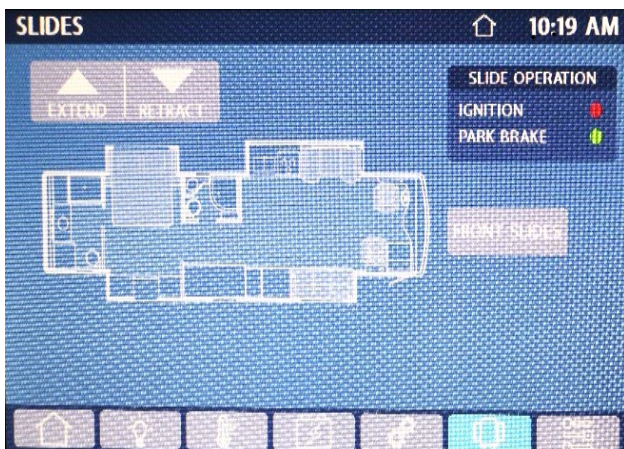 SLIDES
10:19 AM
EXTEND
RETRACT
SLIDE OPERATION
IGNITION
PARK BRAKE
FRONT SLIDES